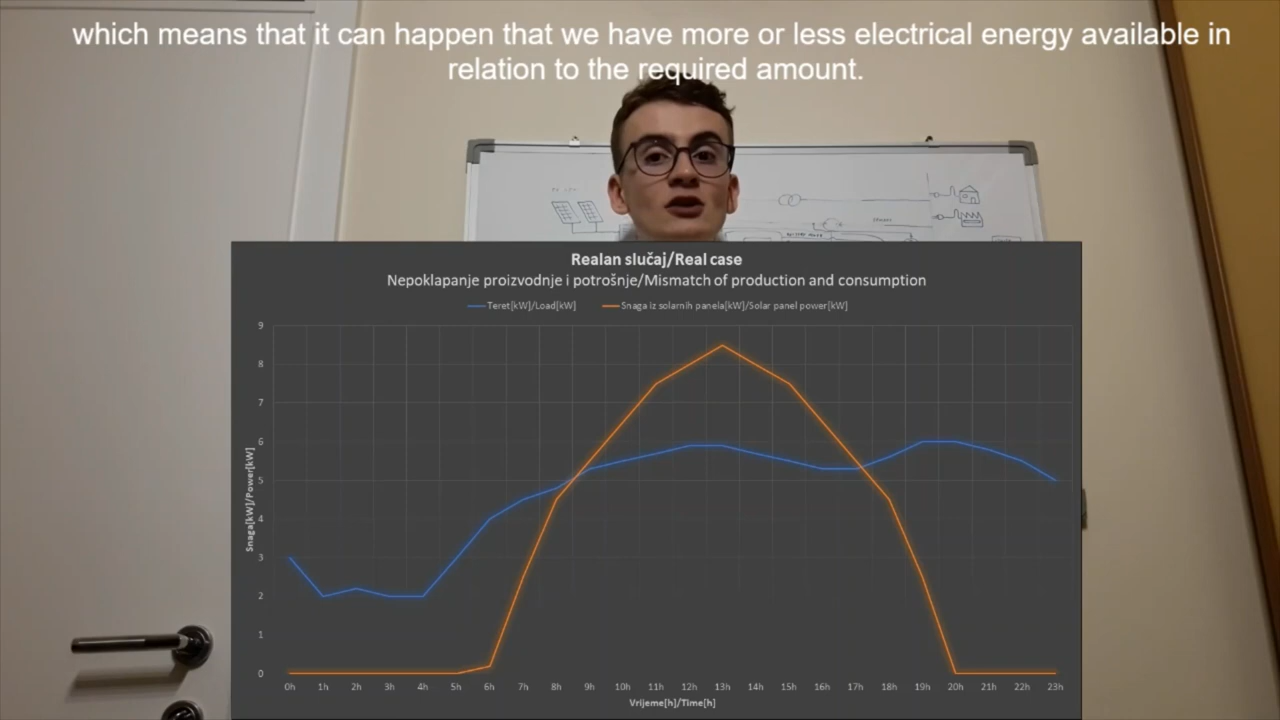 which means that it can happen that we have more or less electrical energy available in
relation to the required amount.
Realan slučaj/Real case
Nepoklapanje proizvodnje i potrošnje/Mismatch of production and consumption
Teret[kW]/Load[kW] Snaga iz solarnih panela[kW]/Solar panel power[kW]
Snaga[kW]/Power[kW]
9
8
7
6
5
4
3
2
1
0
0h 1h 2h 3h 4h 5h 6h 7h 8h 9h 10h 11h 12h 13h 14h 15h 16h 17h 18h 19h 20h 21h 22h 23h
Vrijeme[h]/Time[h]